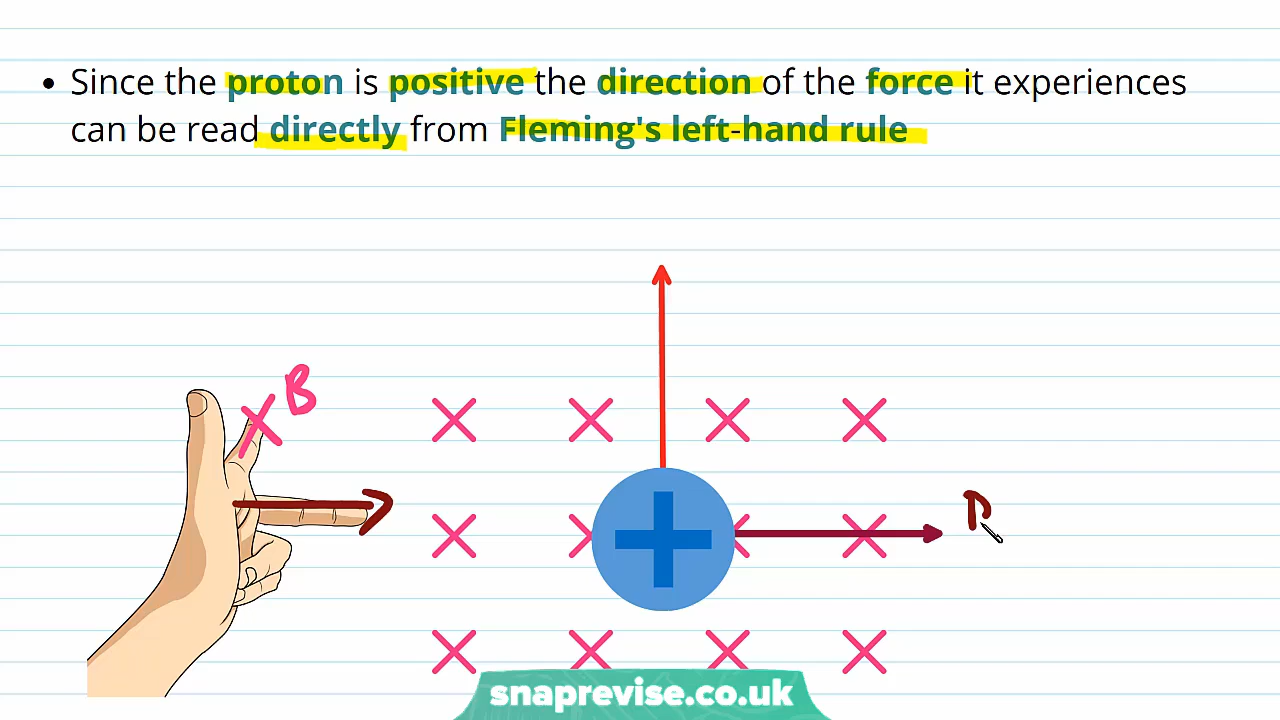 • Since the proton is positive the direction of the force it experiences
can be read directly from Fleming's left-hand rule
B
snaprevise.co.uk